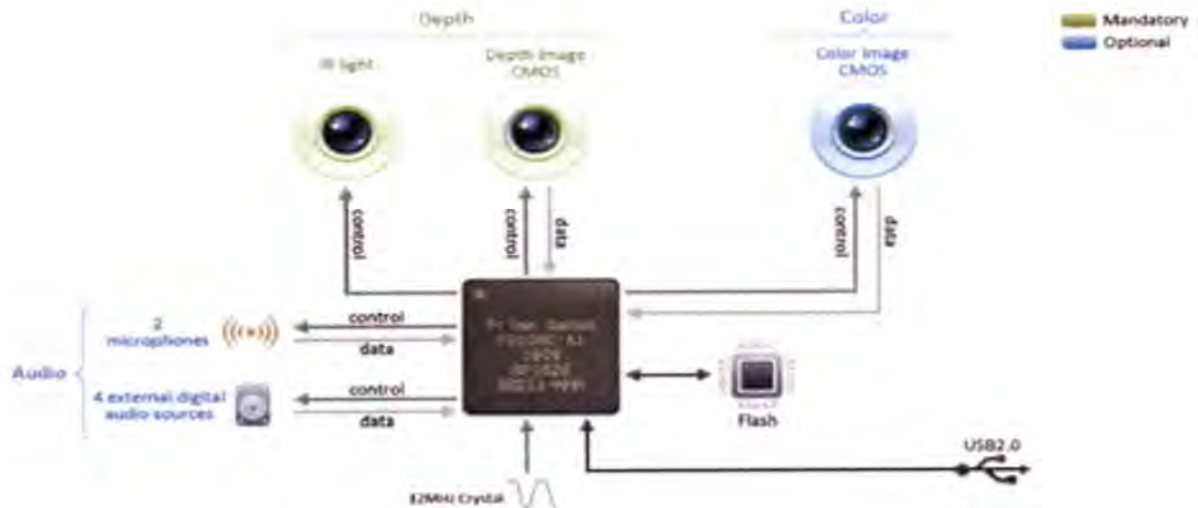 Depth
Color
Mandatory
Optional
IR light
Depth Image
CMOS
Color Image
CMOS
control
control
data
control
data
2
microphones
control
data
Audio
4 external digital
audio sources
control
data
Flash
USB2.0
12MHz Crystal